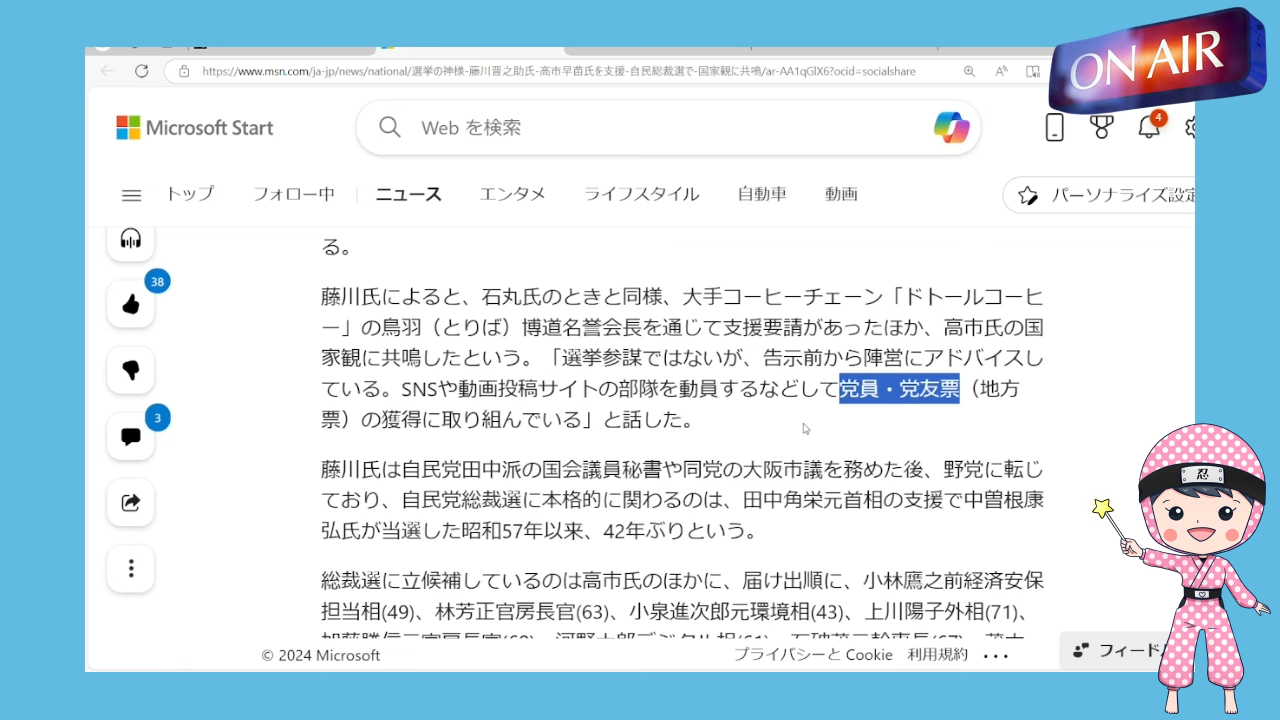 https://www.msn.com/ja-jp/news/national/選挙の神様-藤川晋之助氏-高市早苗氏を支援-自民総裁選で-国家観に共鳴/ar-AA1qGlX6?ocid=socialshare
ON AIR
Microsoft Start
Web を検索
4
トップ
フォロー中
ニュース
エンタメ
ライフスタイル
自動車
動画
パーソナライズ設定
る。
38
藤川氏によると、石丸氏のときと同様、大手コーヒーチェーン「ドトールコーヒ
ー」の鳥羽（とりば）博道名誉会長を通じて支援要請があったほか、高市氏の国
家観に共鳴したという。「選挙参謀ではないが、告示前から陣営にアドバイスし
ている。SNSや動画投稿サイトの部隊を動員するなどして党員・党友票（地方
票）の獲得に取り組んでいる」と話した。
3
藤川氏は自民党田中派の国会議員秘書や同党の大阪市議を務めた後、野党に転じ
ており、自民党総裁選に本格的に関わるのは、田中角栄元首相の支援で中曽根康
弘氏が当選した昭和57年以来、42年ぶりという。
総裁選に立候補しているのは高市氏のほかに、届け出順に、小林鷹之前経済安保
担当相(49)、林芳正官房長官(63)、小泉進次郎元環境相(43)、上川陽子外相(71)、
© 2024 Microsoft
プライバシーと Cookie
利用規約
フィード
忍